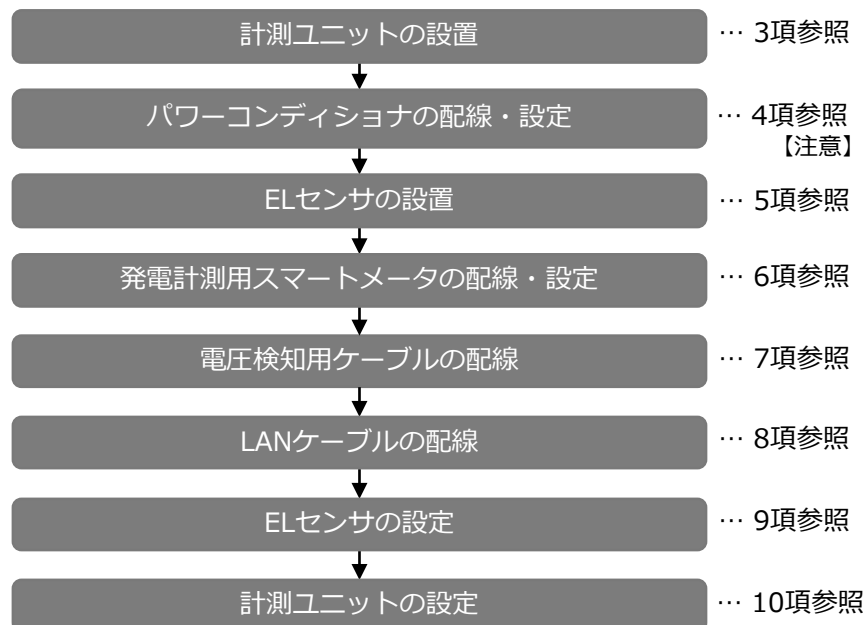 計測ユニットの設置 … 3項参照
パワーコンディショナの配線・設定 … 4項参照
【注意】
ELセンサの設置 … 5項参照
発電計測用スマートメータの配線・設定 … 6項参照
電圧検知用ケーブルの配線 … 7項参照
LANケーブルの配線 … 8項参照
ELセンサの設定 … 9項参照
計測ユニットの設定 … 10項参照